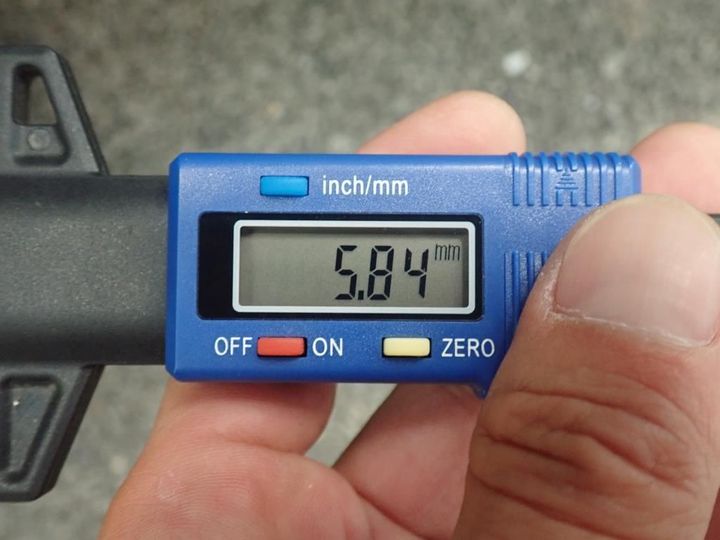 inch/mm
5.84 mm
OFF ON ZERO